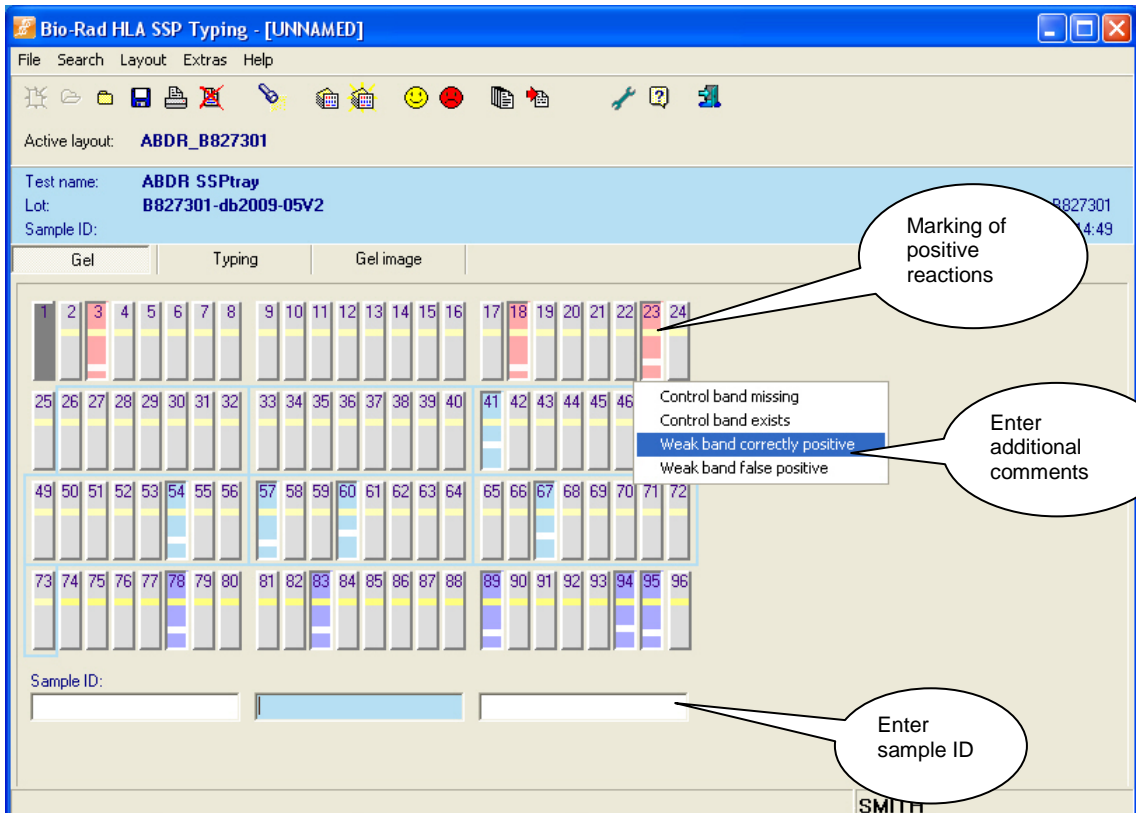 Bio-Rad HLA SSP Typing - [UNNAMED]
File Search Layout Extras Help
Active layout: ABDR_B827301
Test name: ABDR SSPtray
Lot: B827301-db2009-05V2
B827301
Sample ID:
14:49
Marking of
positive
reactions
Gel Typing Gel image
1 2 3 4 5 6 7 8 9 10 11 12 13 14 15 16 17 18 19 20 21 22 23 24
25 26 27 28 29 30 31 32 33 34 35 36 37 38 39 40 41 42 43 44 45 46
Control band missing
Control band exists
Weak band correctly positive
Weak band false positive
Enter
additional
comments
49 50 51 52 53 54 55 56 57 58 59 60 61 62 63 64 65 66 67 68 69 70 71 72
73 74 75 76 77 78 79 80 81 82 83 84 85 86 87 88 89 90 91 92 93 94 95 96
Sample ID:
Enter
sample ID
SMITH